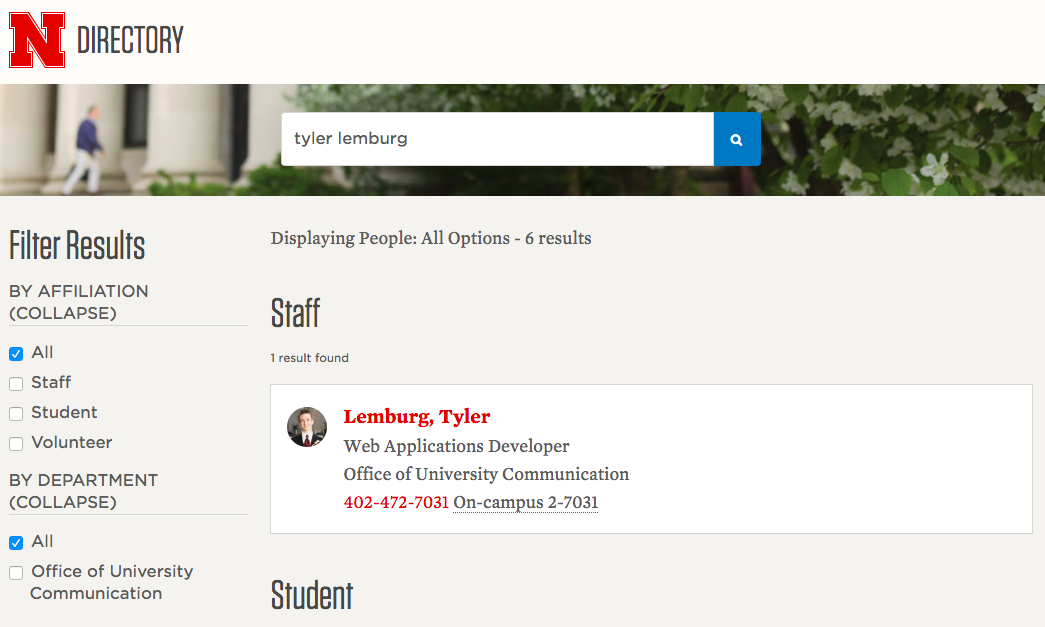 N DIRECTORY
tyler lemburg
Filter Results
BY AFFILIATION
(COLLAPSE)
All
Staff
Student
Volunteer
BY DEPARTMENT
(COLLAPSE)
All
Office of University
Communication
Displaying People: All Options - 6 results
Staff
1 result found
Lemburg, Tyler
Web Applications Developer
Office of University Communication
402-472-7031 On-campus 2-7031
Student